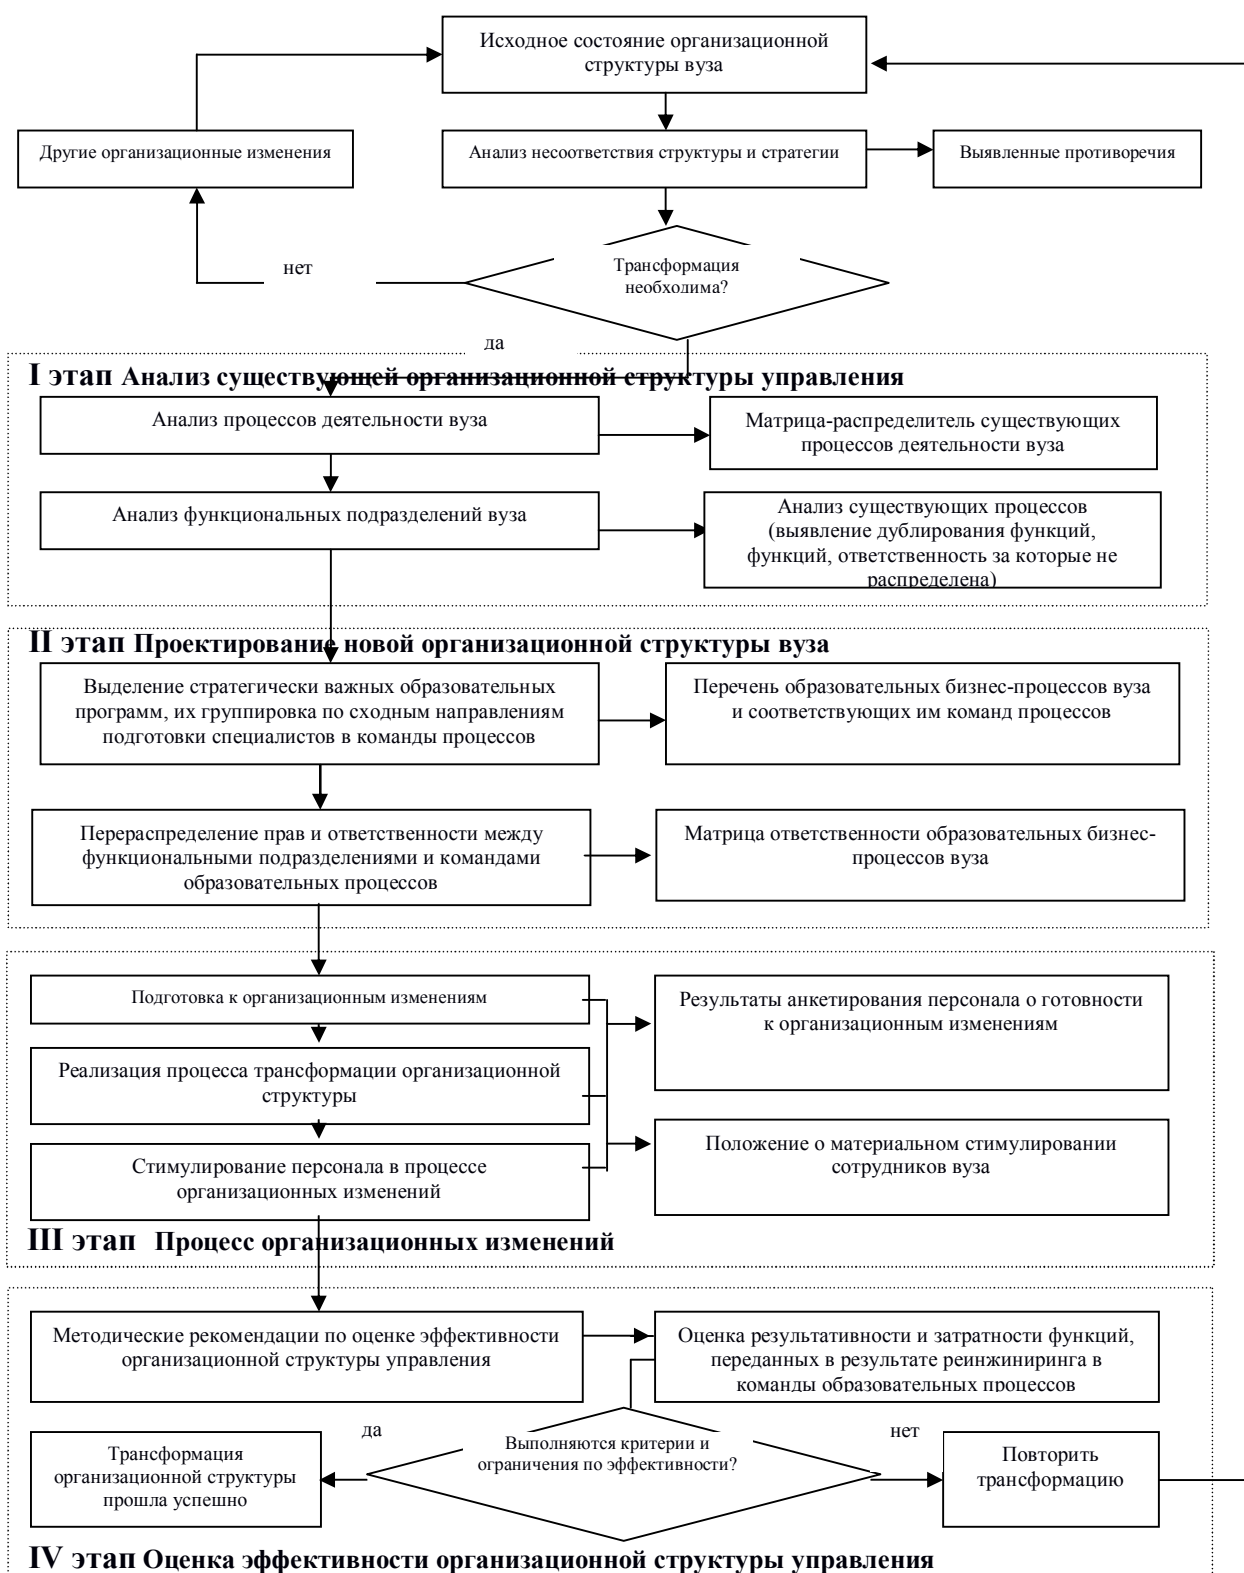 Исходное состояние организационной
структуры вуза
Другие организационные изменения
Анализ несоответствия структуры и стратегии
Выявленные противоречия
Трансформация
необходима?
нет
да
I этап Анализ существующей организационной структуры управления
Анализ процессов деятельности вуза
Матрица-распределитель существующих
процессов деятельности вуза
Анализ функциональных подразделений вуза
Анализ существующих процессов
(выявление дублирования функций,
функций, ответственность за которые не
распределена)
II этап Проектирование новой организационной структуры вуза
Выделение стратегически важных образовательных
программ, их группировка по сходным направлениям
подготовки специалистов в команды процессов
Перечень образовательных бизнес-процессов вуза
и соответствующих им команд процессов
Перераспределение прав и ответственности между
функциональными подразделениями и командами
образовательных процессов
Матрица ответственности образовательных бизнес-
процессов вуза
Подготовка к организационным изменениям
Результаты анкетирования персонала о готовности
к организационным изменениям
Реализация процесса трансформации организационной
структуры
Стимулирование персонала в процессе
организационных изменений
Положение о материальном стимулировании
сотрудников вуза
III этап Процесс организационных изменений
Методические рекомендации по оценке эффективности
организационной структуры управления
Оценка результативности и затратности функций,
переданных в результате реинжиниринга в
команды образовательных процессов
да
Выполняются критерии и
ограничения по эффективности?
нет
Трансформация
организационной структуры
прошла успешно
Повторить
трансформацию
IV этап Оценка эффективности организационной структуры управления